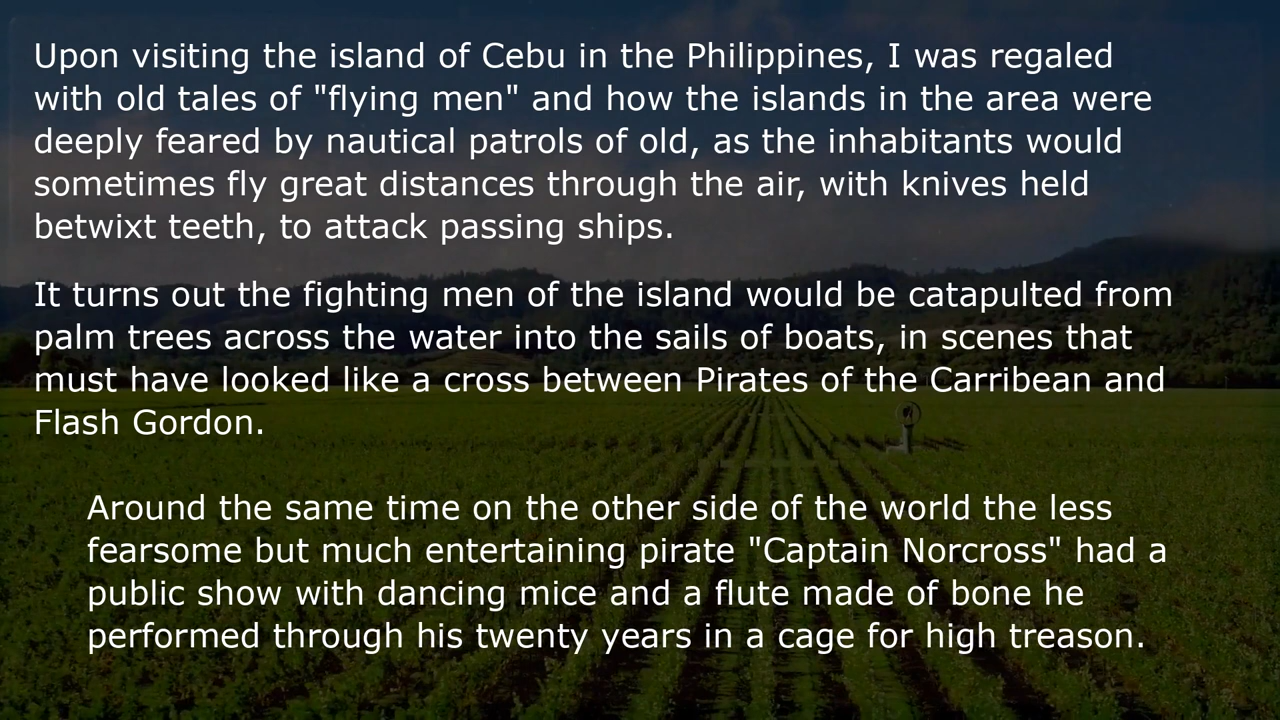 Upon visiting the island of Cebu in the Philippines, I was regaled
with old tales of "flying men" and how the islands in the area were
deeply feared by nautical patrols of old, as the inhabitants would
sometimes fly great distances through the air, with knives held
betwixt teeth, to attack passing ships.
It turns out the fighting men of the island would be catapulted from
palm trees across the water into the sails of boats, in scenes that
must have looked like a cross between Pirates of the Carribean and
Flash Gordon.
Around the same time on the other side of the world the less
fearsome but much entertaining pirate "Captain Norcross" had a
public show with dancing mice and a flute made of bone he
performed through his twenty years in a cage for high treason.